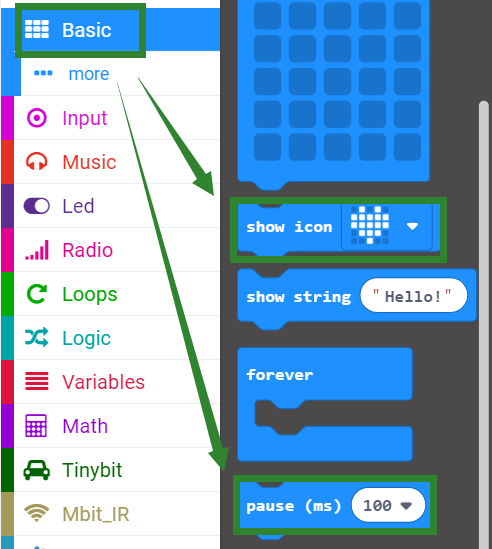 Basic
more
Input
Music
Led
Radio
Loops
Logic
Variables
Math
Tinybit
Mbit_IR
show icon
show string "Hello!"
forever
pause (ms) 100